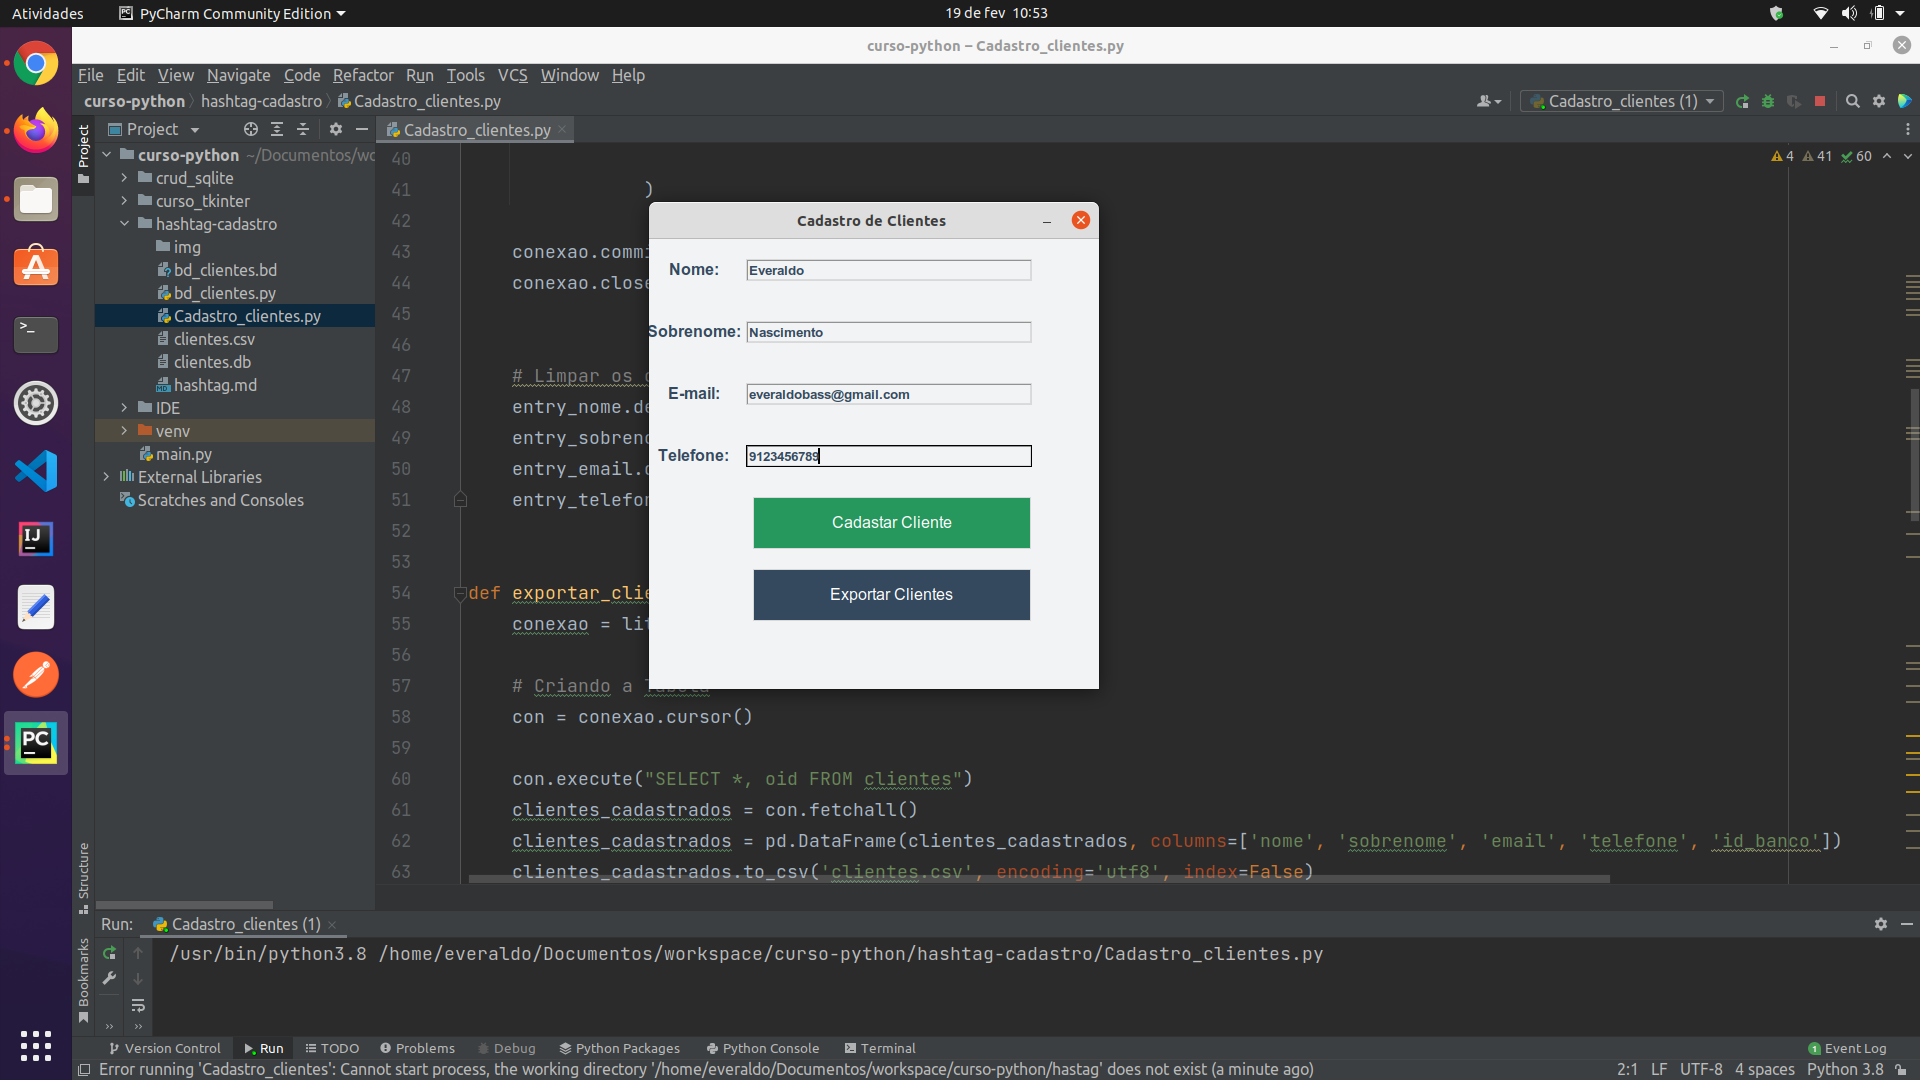 Atividades
PyCharm Community Edition
19 de fev 10:53
curso-python – Cadastro_clientes.py
File Edit View Navigate Code Refactor Run Tools VCS Window Help
curso-python hashtag-cadastro Cadastro_clientes.py
Cadastro_clientes (1)
Project
Project
Cadastro_clientes.py
curso-python ~/Documentos/wo
crud_sqlite
curso_tkinter
hashtag-cadastro
img
bd_clientes.bd
bd_clientes.py
Cadastro_clientes.py
clientes.csv
clientes.db
hashtag.md
IDE
venv
main.py
External Libraries
Scratches and Consoles
4 41 60
40
41 )
42
43 conexao.commi
44 conexao.close
45
46
47 # Limpar os
48 entry_nome.de
49 entry_sobreno
50 entry_email.
51 entry_telefon
52
53
54 def exportar_clie
55 conexao = lit
56
57 # Criando a Tabela
58 con = conexao.cursor()
59
60 con.execute("SELECT *, oid FROM clientes")
61 clientes_cadastrados = con.fetchall()
62 clientes_cadastrados = pd.DataFrame(clientes_cadastrados, columns=['nome', 'sobrenome', 'email', 'telefone', 'id_banco'])
63 clientes_cadastrados.to_csv('clientes.csv', encoding='utf8', index=False)
Cadastro de Clientes
Nome: Everaldo
Sobrenome: Nascimento
E-mail: everaldobass@gmail.com
Telefone: 9123456789
Cadastar Cliente
Exportar Clientes
Structure
Bookmarks
Run: Cadastro_clientes (1)
/usr/bin/python3.8 /home/everaldo/Documentos/workspace/curso-python/hashtag-cadastro/Cadastro_clientes.py
Version Control Run TODO Problems Debug Python Packages Python Console Terminal
1 Event Log
Error running 'Cadastro_clientes': Cannot start process, the working directory '/home/everaldo/Documentos/workspace/curso-python/hastag' does not exist (a minute ago)
2:1 LF UTF-8 4 spaces Python 3.8